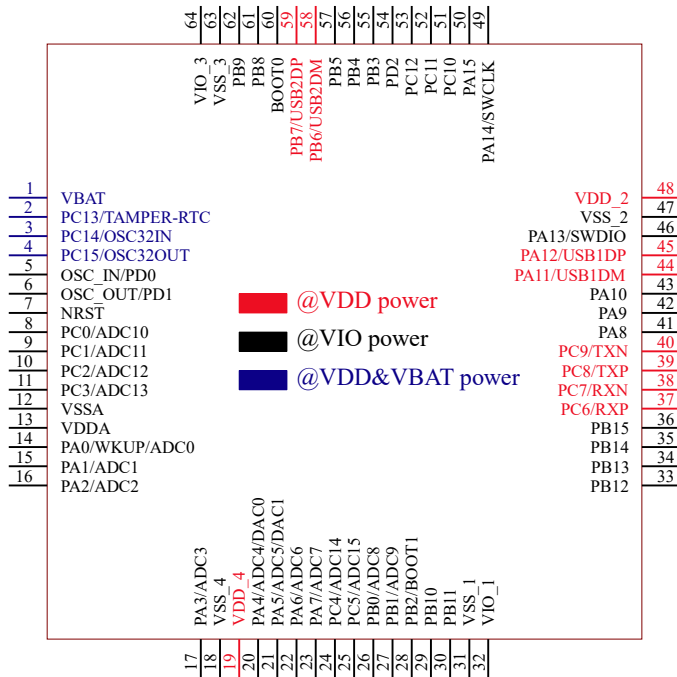 64 63 62 61 60 59 58 57 56 55 54 53 52 51 50 49
VIO_3
VSS_3
PB9
PB8
BOOT0
PB7/USB2DP
PB6/USB2DM
PB5
PB4
PB3
PD2
PC12
PC11
PC10
PA15
PA14/SWCLK
1 VBAT
2 PC13/TAMPER-RTC
3 PC14/OSC32IN
4 PC15/OSC32OUT
5 OSC_IN/PD0
6 OSC_OUT/PD1
7 NRST
8 PC0/ADC10
9 PC1/ADC11
10 PC2/ADC12
11 PC3/ADC13
12 VSSA
13 VDDA
14 PA0/WKUP/ADC0
15 PA1/ADC1
16 PA2/ADC2
@VDD power
@VIO power
@VDD&VBAT power
VDD_2 48
VSS_2 47
PA13/SWDIO 46
PA12/USB1DP 45
PA11/USB1DM 44
PA10 43
PA9 42
PA8 41
PC9/TXN 40
PC8/TXP 39
PC7/RXN 38
PC6/RXP 37
PB15 36
PB14 35
PB13 34
PB12 33
PA3/ADC3
VSS_4
VDD_4
PA4/ADC4/DAC0
PA5/ADC5/DAC1
PA6/ADC6
PA7/ADC7
PC4/ADC14
PC5/ADC15
PB0/ADC8
PB1/ADC9
PB2/BOOT1
PB10
PB11
VSS_1
VIO_1
17 18 19 20 21 22 23 24 25 26 27 28 29 30 31 32